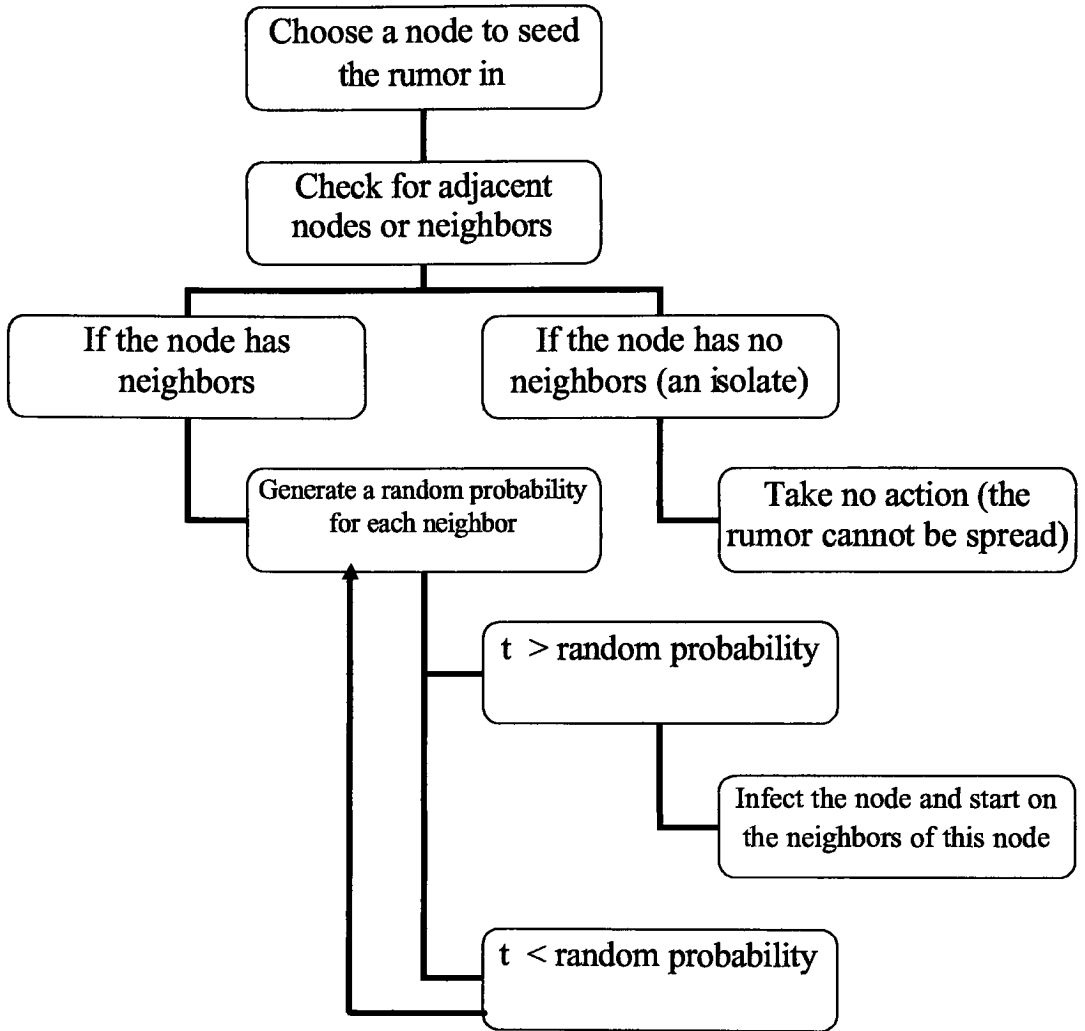 Choose a node to seed
the rumor in
Check for adjacent
nodes or neighbors
If the node has
neighbors
If the node has no
neighbors (an isolate)
Generate a random probability
for each neighbor
Take no action (the
rumor cannot be spread)
t > random probability
Infect the node and start on
the neighbors of this node
t < random probability